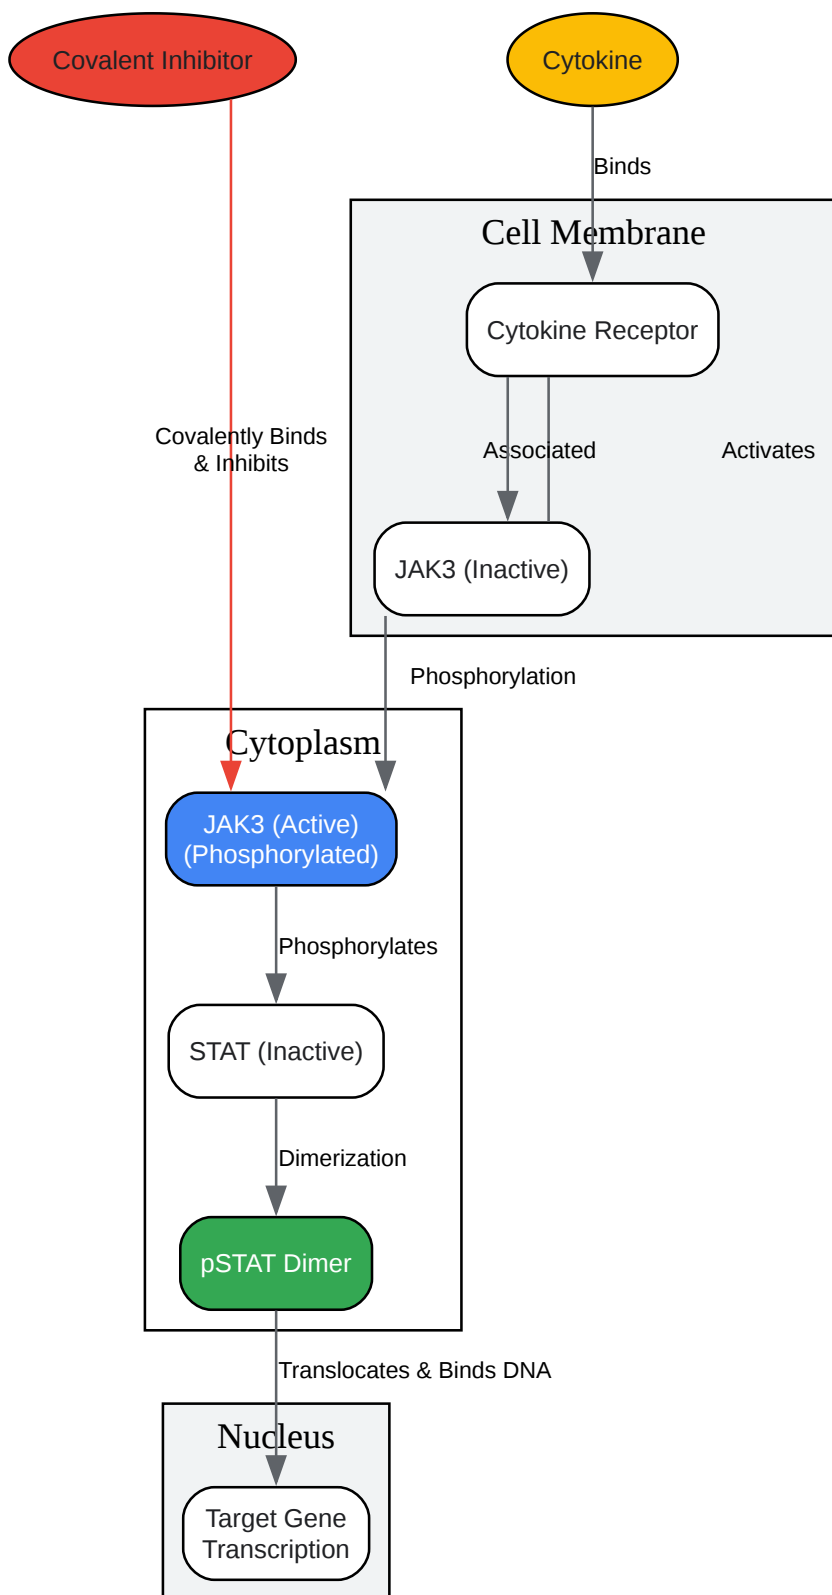 Covalent Inhibitor
Cytokine
Binds
Cell Membrane
Cytokine Receptor
Covalently Binds
& Inhibits
Associated
Activates
JAK3 (Inactive)
Phosphorylation
Cytoplasm
JAK3 (Active)
(Phosphorylated)
Phosphorylates
STAT (Inactive)
Dimerization
pSTAT Dimer
Translocates & Binds DNA
Nucleus
Target Gene
Transcription